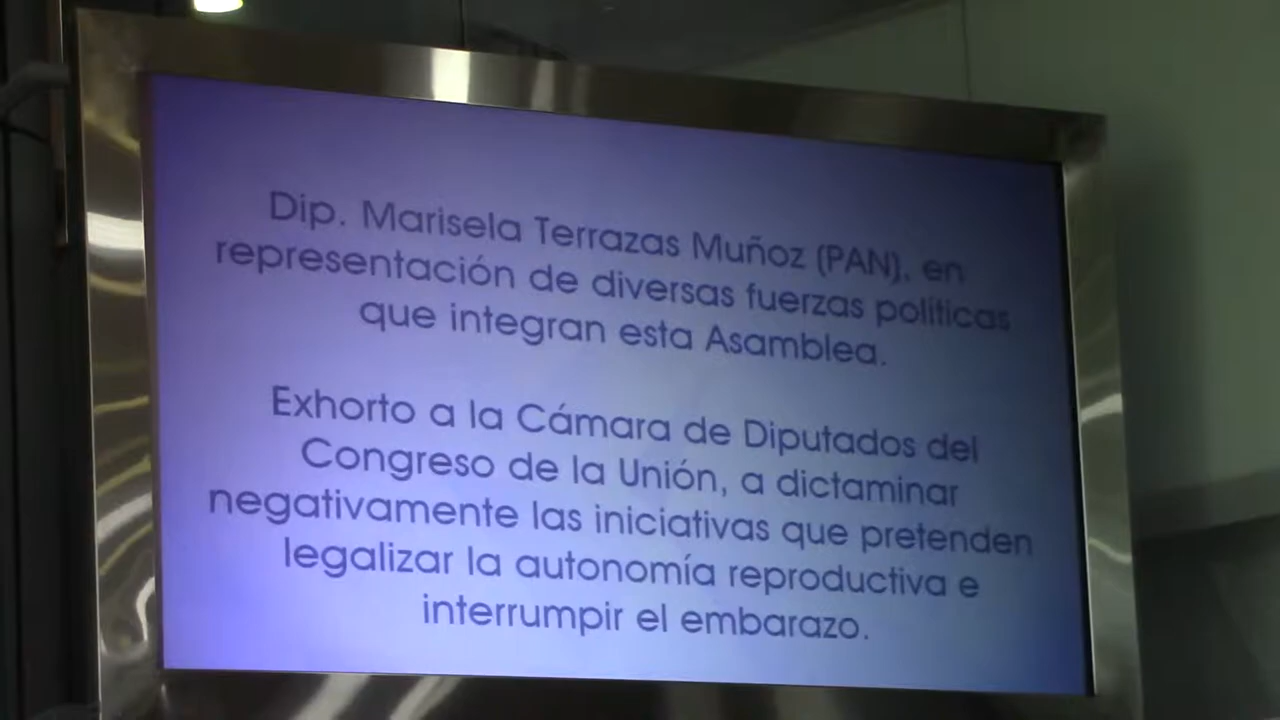 Dip. Marisela Terrazas Muñoz (PAN), en
representación de diversas fuerzas políticas
que integran esta Asamblea.
Exhorto a la Cámara de Diputados del
Congreso de la Unión, a dictaminar
negativamente las iniciativas que pretenden
legalizar la autonomía reproductiva e
interrumpir el embarazo.